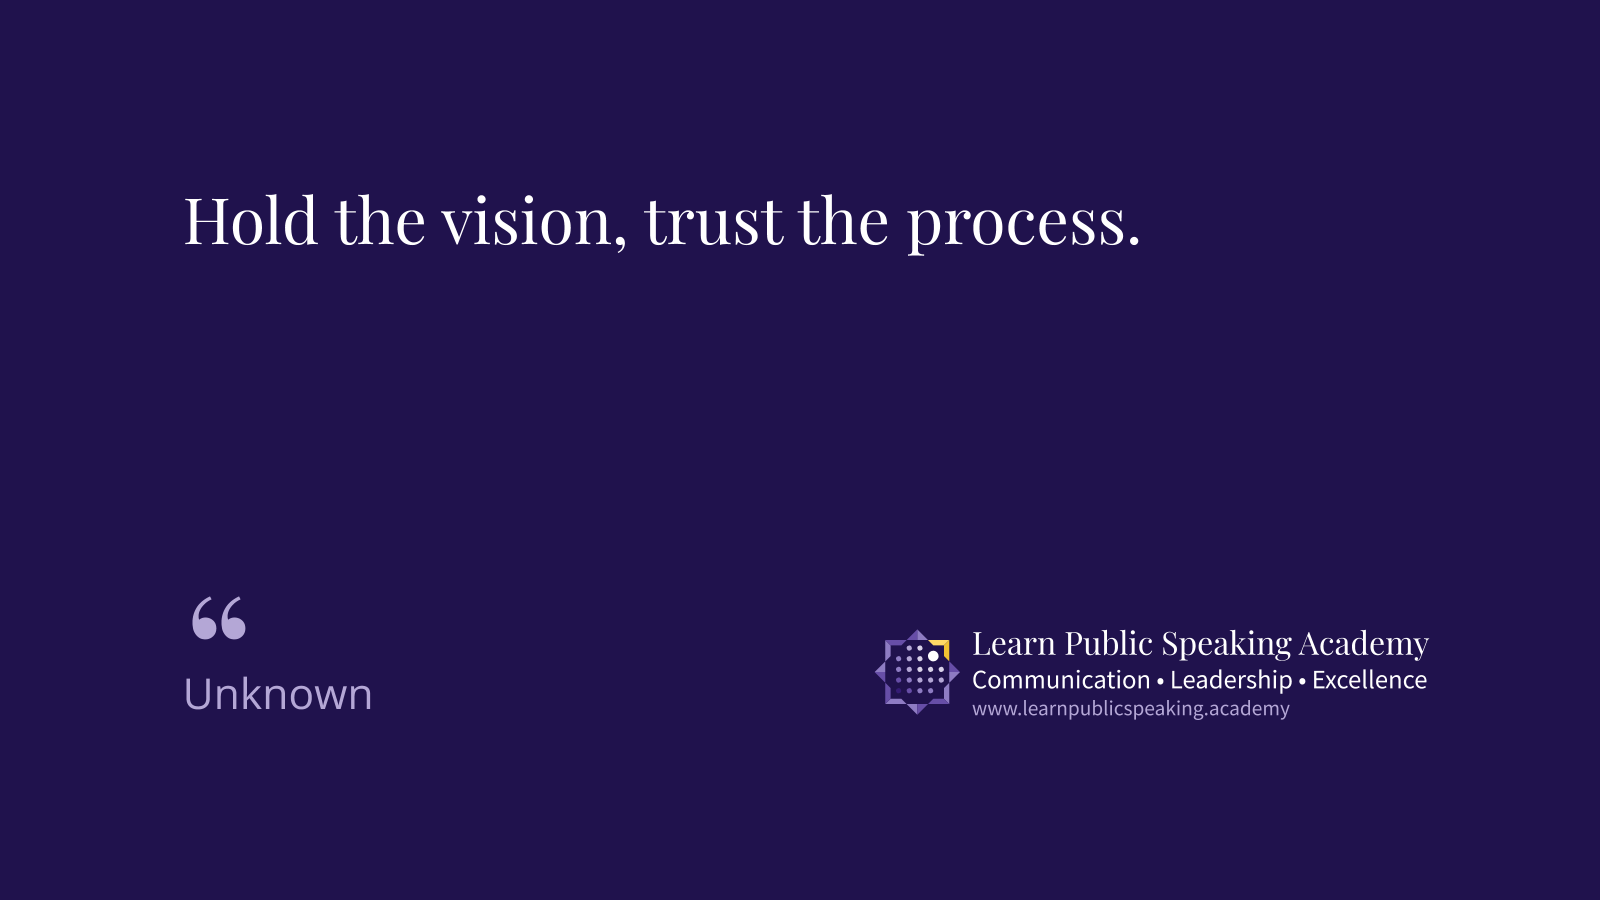 Hold the vision, trust the process.
“
Unknown
Learn Public Speaking Academy
Communication • Leadership • Excellence
www.learnpublicspeaking.academy